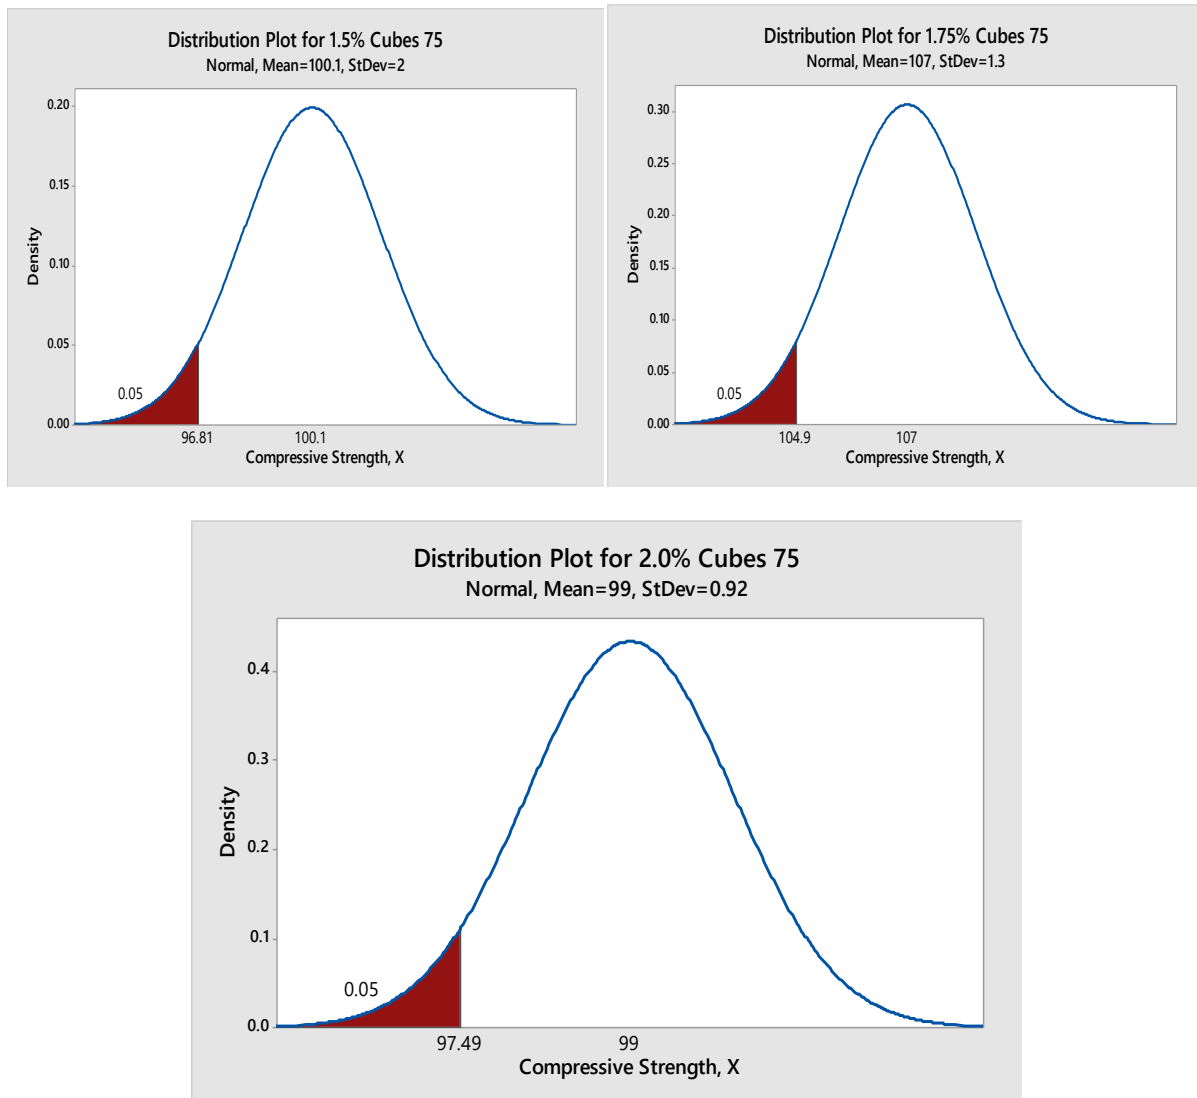 Distribution Plot for 1.5% Cubes 75
Normal, Mean=100.1, StDev=2
0.20
0.15
0.10
0.05
0.00
Density
0.05
96.81
100.1
Compressive Strength, X
Distribution Plot for 1.75% Cubes 75
Normal, Mean=107, StDev=1.3
0.30
0.25
0.20
0.15
0.10
0.05
0.00
Density
0.05
104.9
107
Compressive Strength, X
Distribution Plot for 2.0% Cubes 75
Normal, Mean=99, StDev=0.92
0.4
0.3
0.2
0.1
0.0
Density
0.05
97.49
99
Compressive Strength, X